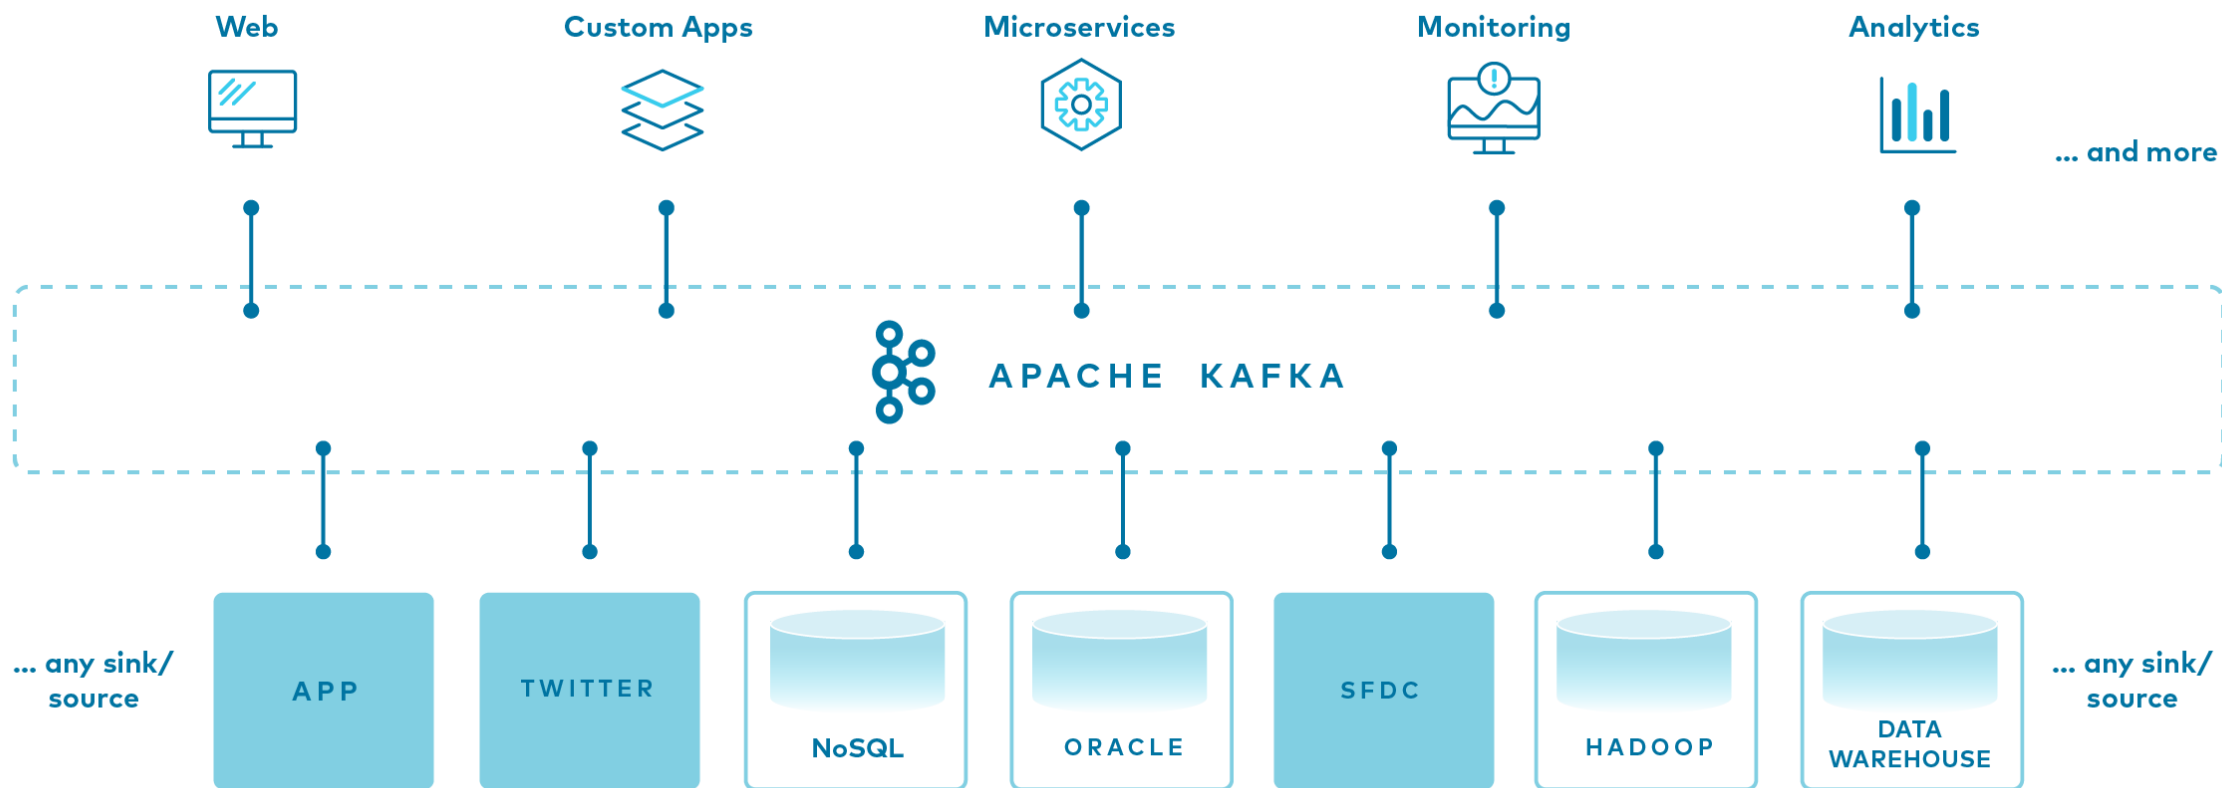 Web
Custom Apps
Microservices
Monitoring
Analytics
... and more
APACHE KAFKA
... any sink/
source
APP
TWITTER
NoSQL
ORACLE
SFDC
HADOOP
DATA
WAREHOUSE
... any sink/
source